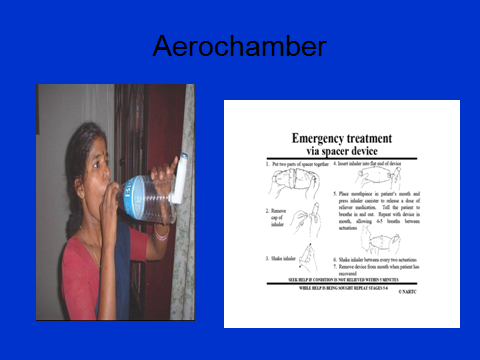 Aerochamber
Emergency treatment
via spacer device
1. Put two parts of spacer together
2. Remove
cap of
inhaler
3. Shake inhaler
4. Insert inhaler into flat end of device
5. Place mouthpiece in patient's mouth and
press inhaler canister to release a dose of
reliever medication. Tell the patient to
breathe in and out. Repeat with device in
mouth, allowing 4-5 breaths between
actuations
6. Shake inhaler between every two actuations
7. Remove device from mouth when patient has
recovered
SEEK HELP IF CONDITION IS NOT RELIEVED WITHIN 5 MINUTES
WHILE HELP IS BEING SOUGHT REPEAT STAGES 5-6
© NARTC